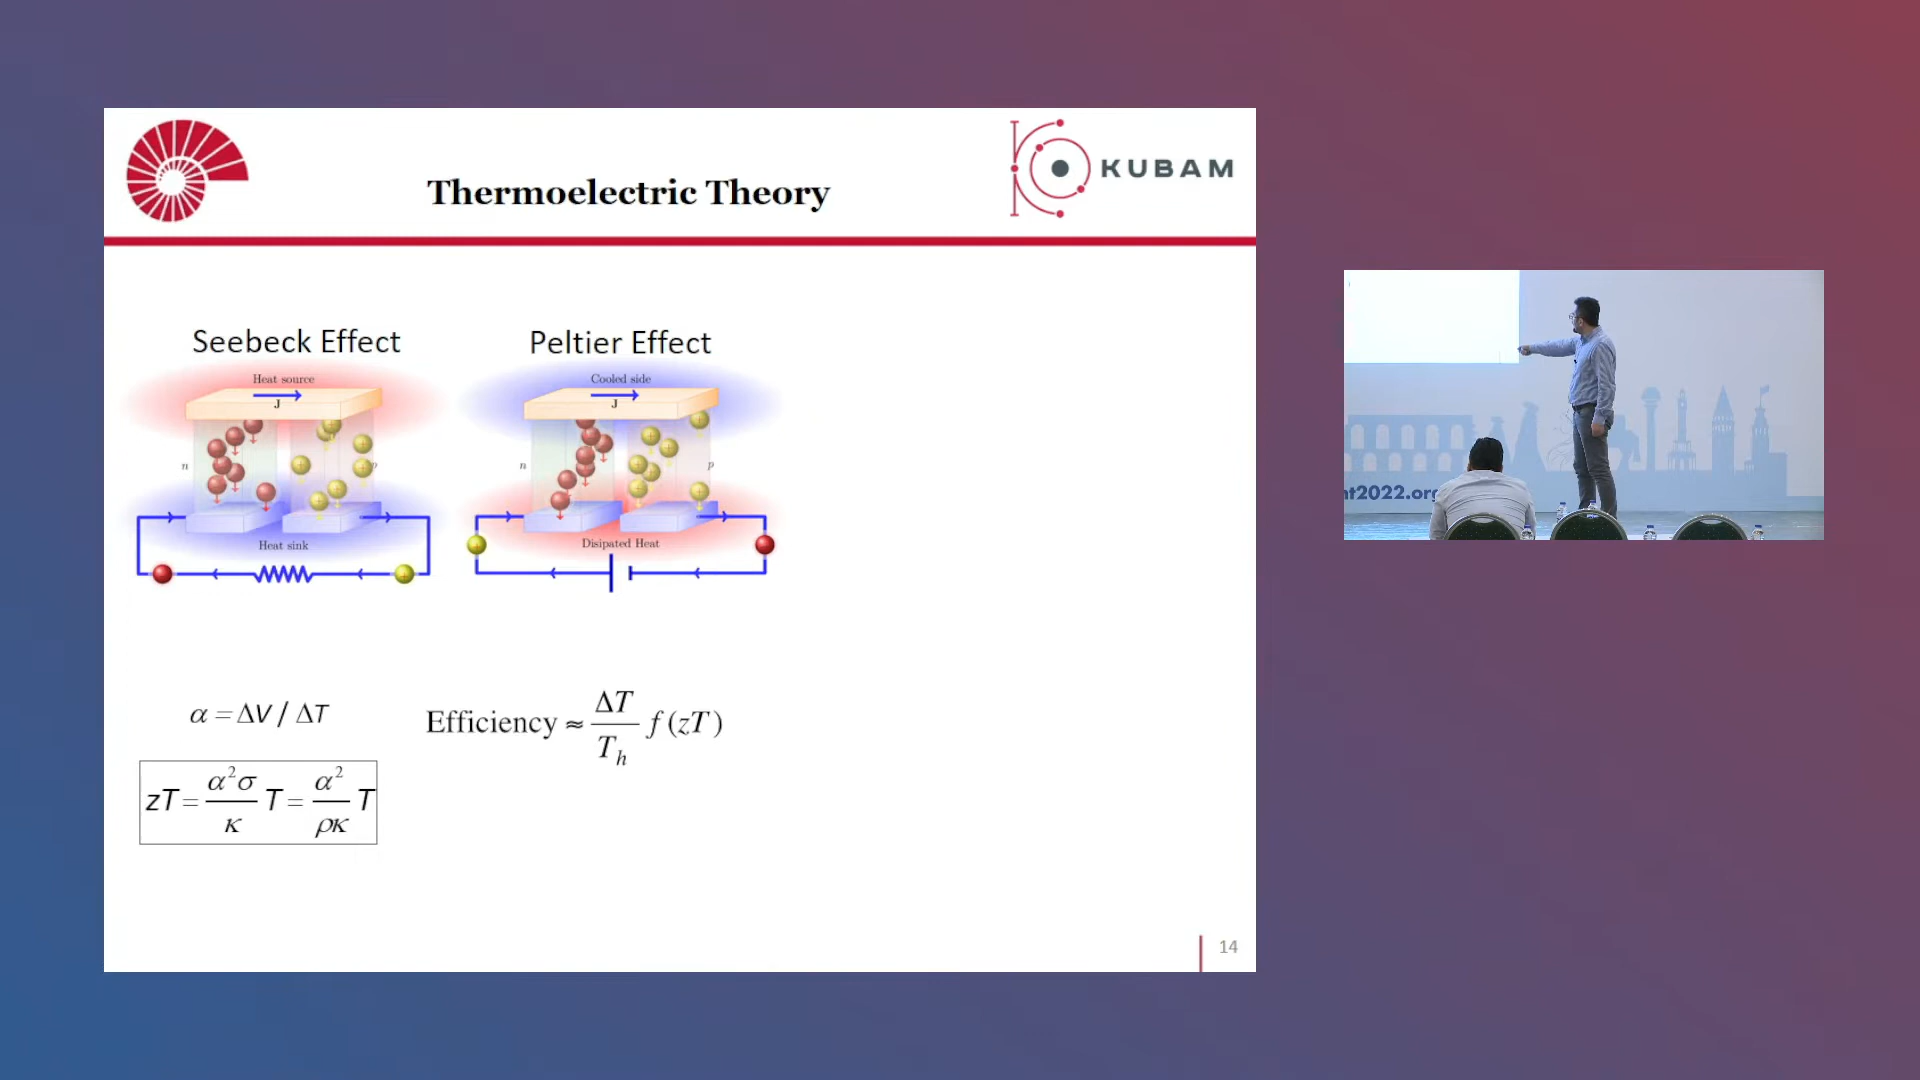 KUBAM
Thermoelectric Theory
Seebeck Effect
Peltier Effect
Heat source
J
n
p
Heat sink
Cooled side
J
n
p
Disipated Heat
α = ΔV / ΔT
Efficiency ≈ ΔT / T_h f(zT)
zT = α²σ / κ T = α² / ρκ T
nt2022.org
14